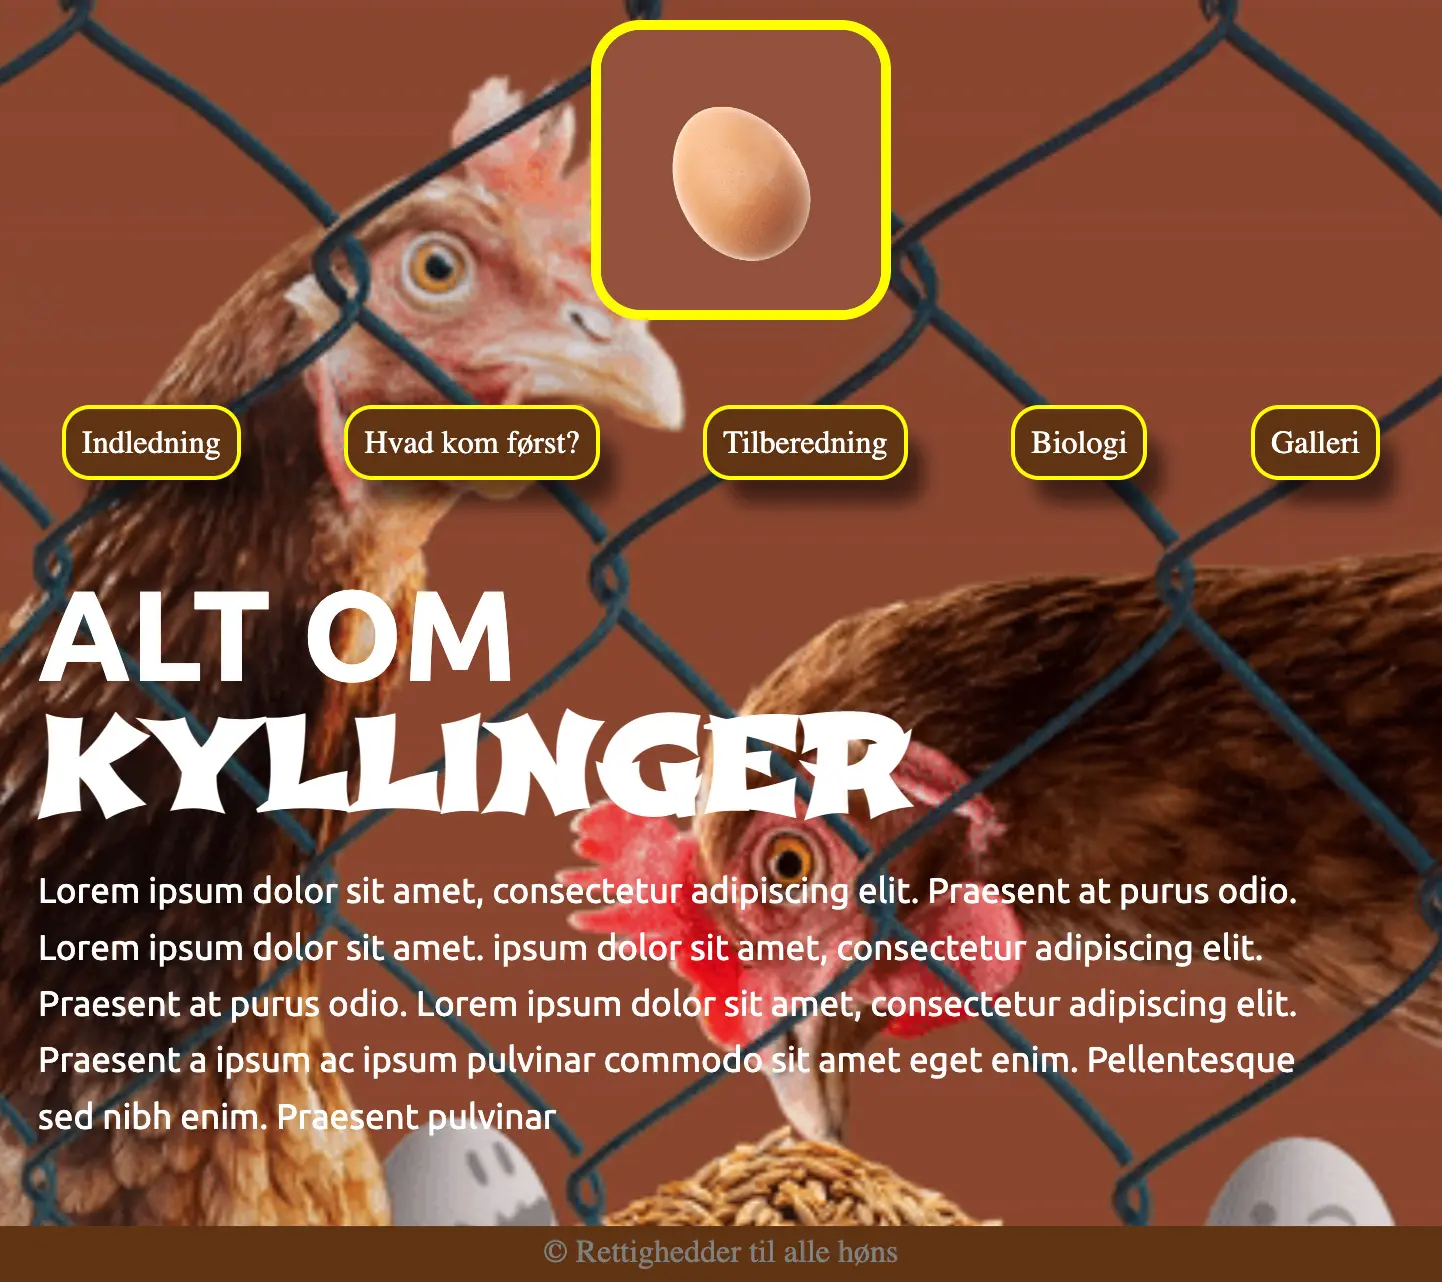 Indledning
Hvad kom først?
Tilberedning
Biologi
Galleri
ALT OM
KYLLINGER
Lorem ipsum dolor sit amet, consectetur adipiscing elit. Praesent at purus odio.
Lorem ipsum dolor sit amet. ipsum dolor sit amet, consectetur adipiscing elit.
Praesent at purus odio. Lorem ipsum dolor sit amet, consectetur adipiscing elit.
Praesent a ipsum ac ipsum pulvinar commodo sit amet eget enim. Pellentesque
sed nibh enim. Praesent pulvinar
© Rettighedder til alle høns